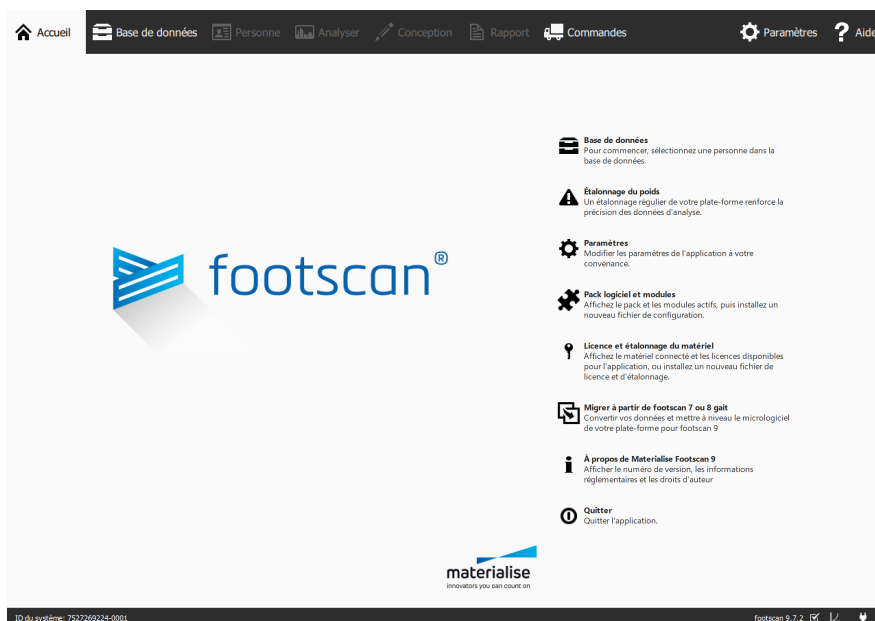 Accueil Base de données Personne Analyser Conception Rapport Commandes Paramètres Aide
Base de données
Pour commencer, sélectionnez une personne dans la
base de données.
Étalonnage du poids
Un étalonnage régulier de votre plate-forme renforce la
précision des données d'analyse.
Paramètres
Modifier les paramètres de l'application à votre
convenance.
footscan®
Pack logiciel et modules
Affichez le pack et les modules actifs, puis installez un
nouveau fichier de configuration.
Licence et étalonnage du matériel
Affichez le matériel connecté et les licences disponibles
pour l'application, ou installez un nouveau fichier de
licence et d'étalonnage.
Migrer à partir de footscan 7 ou 8 gait
Convertir vos données et mettre à niveau le micrologiciel
de votre plate-forme pour footscan 9
À propos de Materialise Footscan 9
Afficher le numéro de version, les informations
réglementaires et les droits d'auteur
Quitter
Quitter l'application.
materialise
innovators you can count on
ID du système: 7527269224-0001 footscan 9.7.2